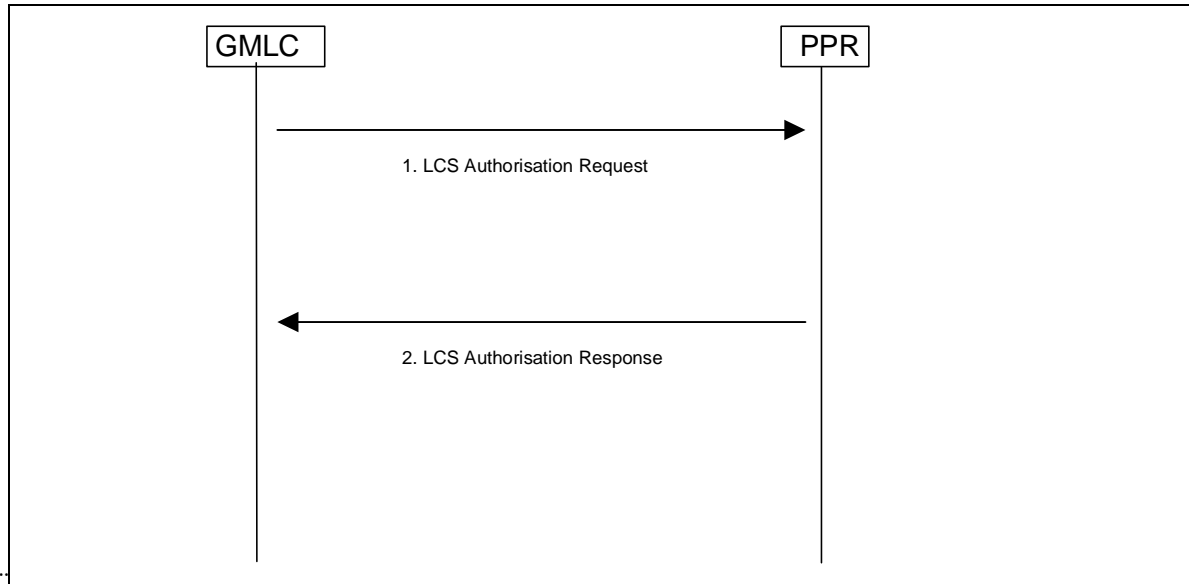 GMLC
PPR
1. LCS Authorisation Request
2. LCS Authorisation Response
..